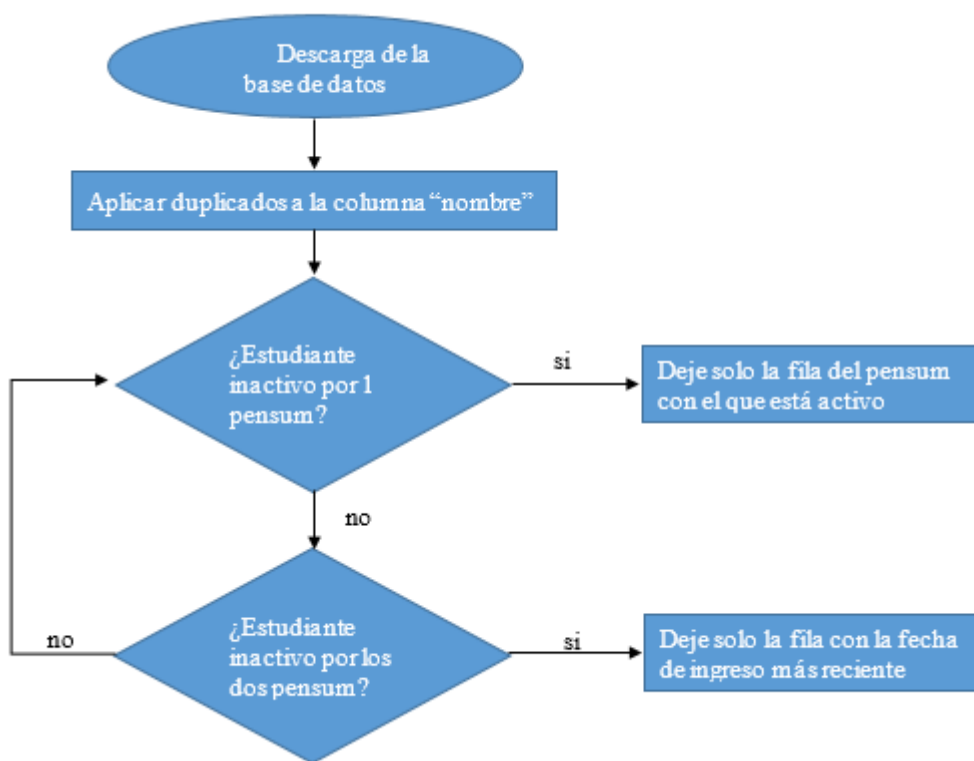 Descarga de la
base de datos
Aplicar duplicados a la columna “nombre”
¿Estudiante
inactivo por 1
pensum?
si
Deje solo la fila del pensum
con el que está activo
no
¿Estudiante
inactivo por los
dos pensum?
no
si
Deje solo la fila con la fecha
de ingreso más reciente